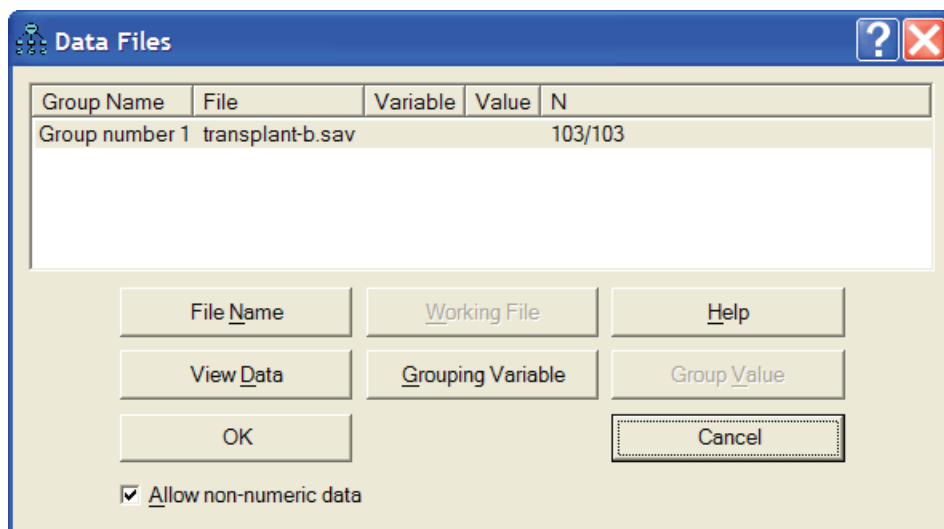 Data Files
Group Name File Variable Value N
Group number 1 transplant-b.sav 103/103
File Name Working File Help
View Data Grouping Variable Group Value
OK Cancel
Allow non-numeric data